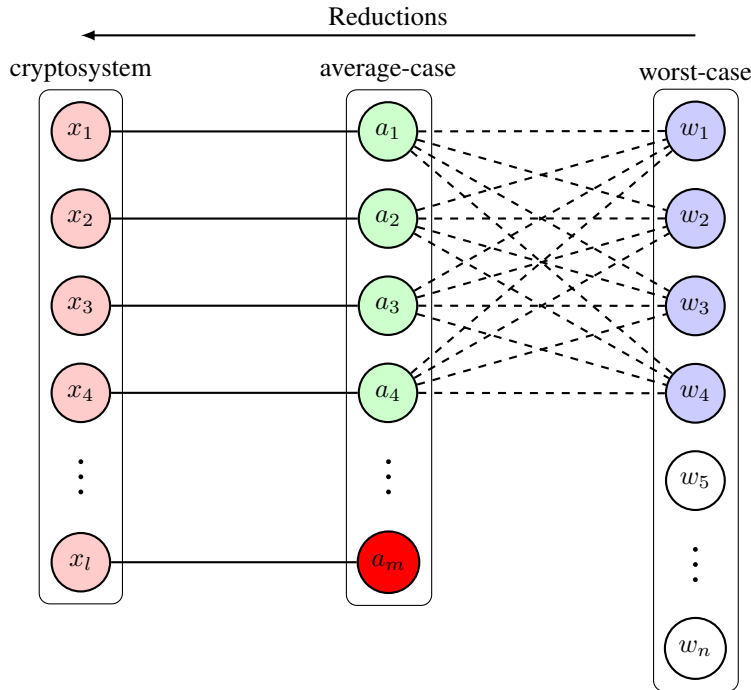 Reductions
cryptosystem average-case worst-case
x₁ a₁ w₁
x₂ a₂ w₂
x₃ a₃ w₃
x₄ a₄ w₄
⋮ ⋮ w₅
xₗ aₘ ⋮
wₙ